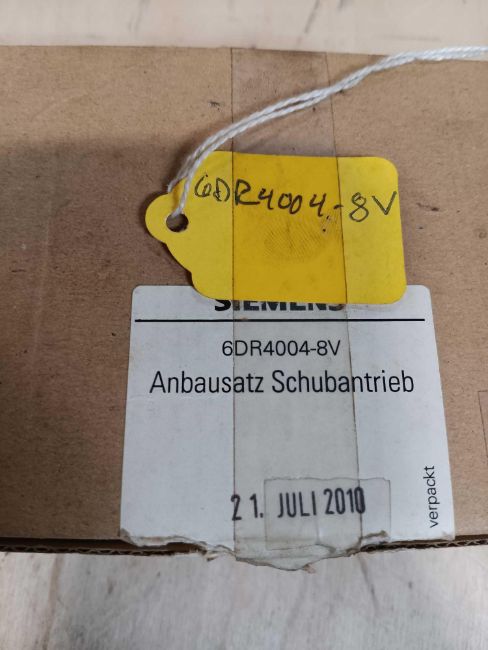 6DR4004-8V
SIEMENS
6DR4004-8V
Anbausatz Schubantrieb
21. JULI 2010
verpackt